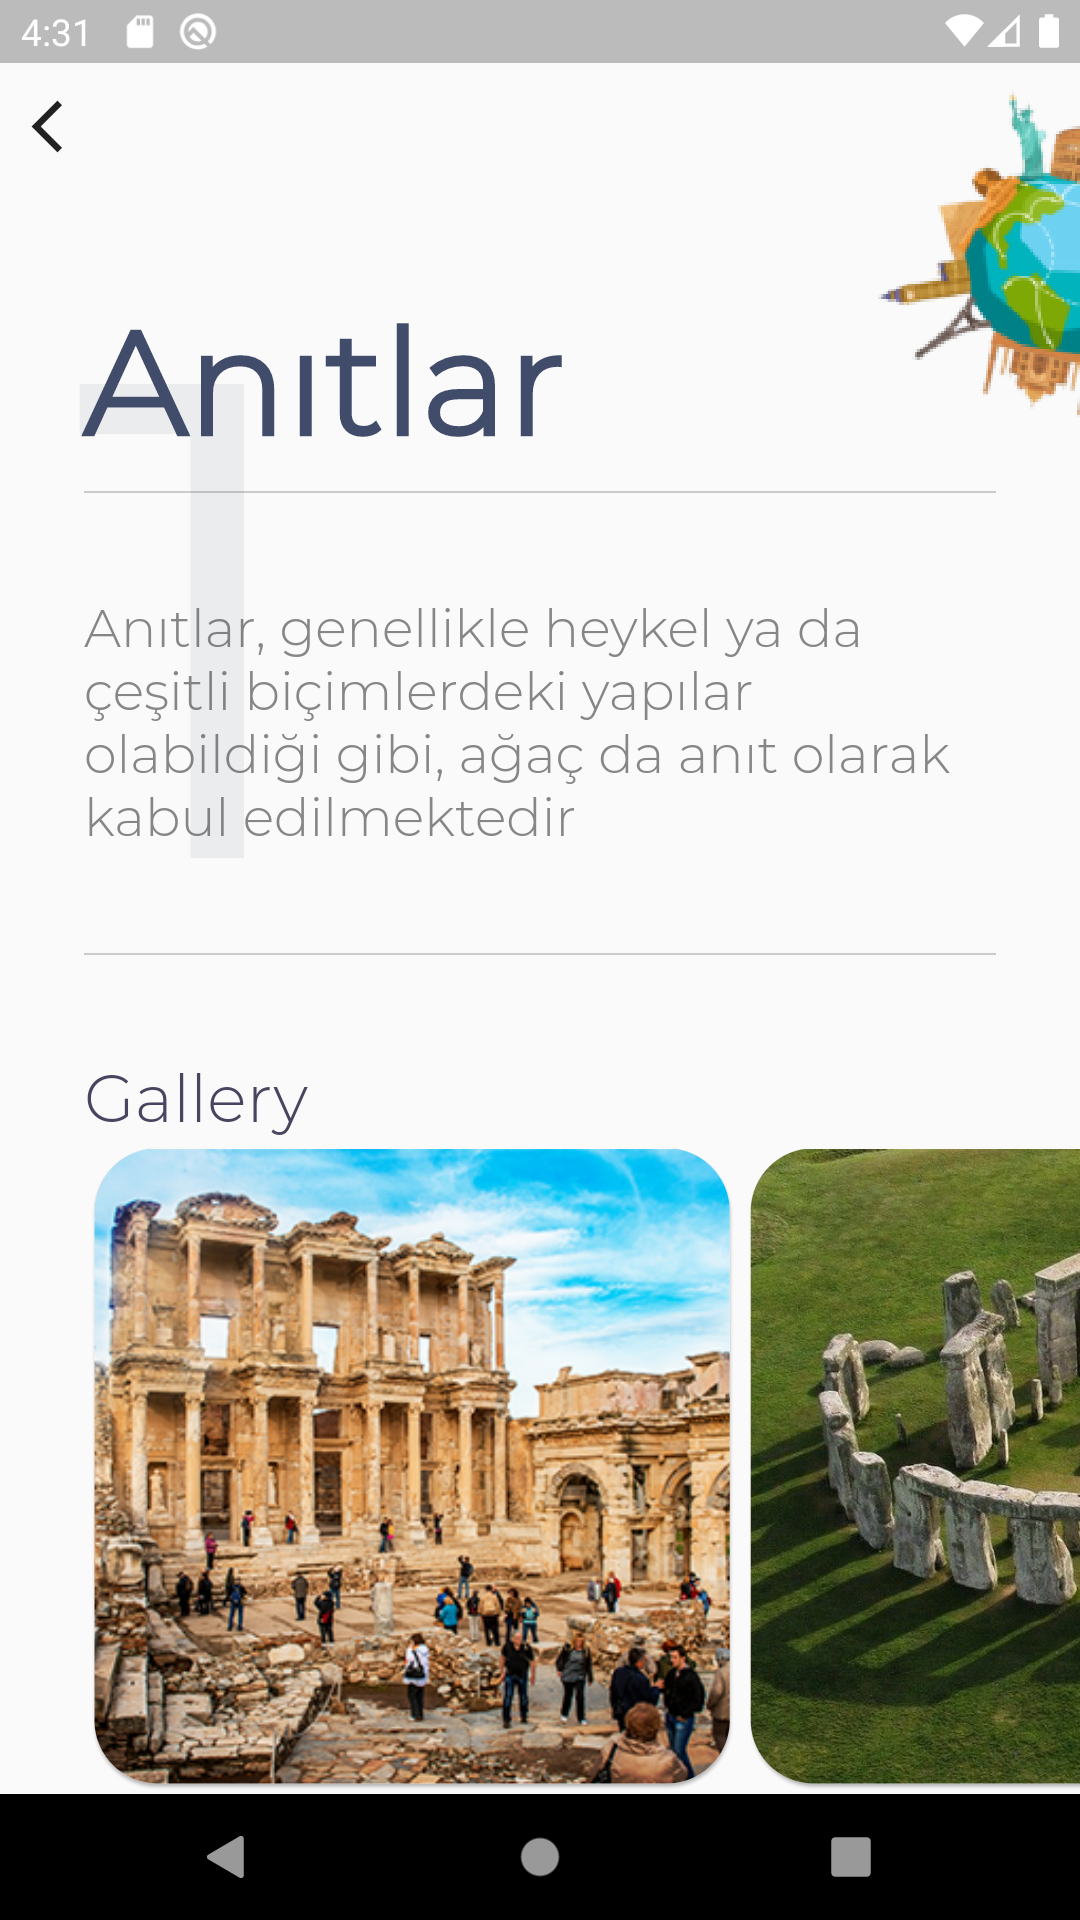 4:31
Anıtlar
1
Anıtlar, genellikle heykel ya da
çeşitli biçimlerdeki yapılar
olabildiği gibi, ağaç da anıt olarak
kabul edilmektedir
Gallery